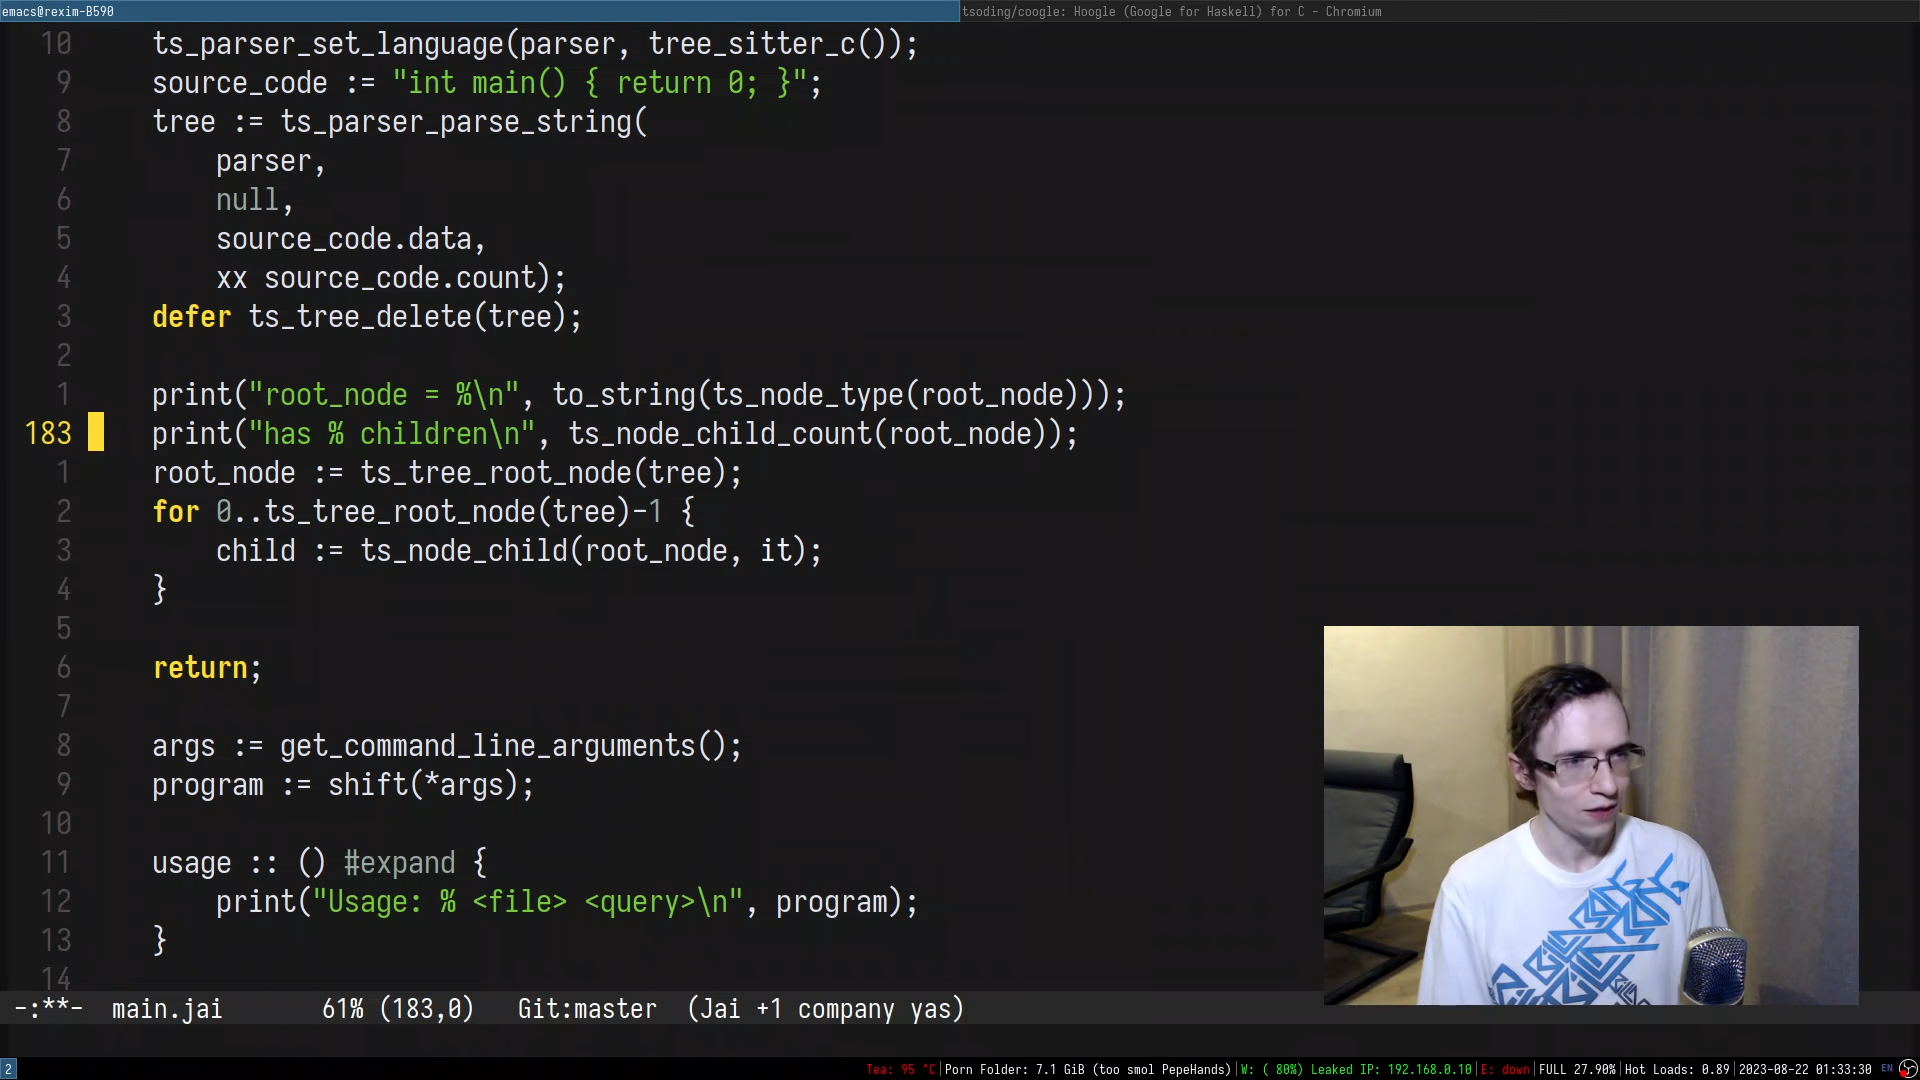 emacs@rexim-B590
tsoding/coogle: Hoogle (Google for Haskell) for C - Chromium
10 ts_parser_set_language(parser, tree_sitter_c());
9 source_code := "int main() { return 0; }";
8 tree := ts_parser_parse_string(
7 parser,
6 null,
5 source_code.data,
4 xx source_code.count);
3 defer ts_tree_delete(tree);
2
1 print("root_node = %\n", to_string(ts_node_type(root_node)));
183 print("has % children\n", ts_node_child_count(root_node));
1 root_node := ts_tree_root_node(tree);
2 for 0..ts_tree_root_node(tree)-1 {
3 child := ts_node_child(root_node, it);
4 }
5
6 return;
7
8 args := get_command_line_arguments();
9 program := shift(*args);
10
11 usage :: () #expand {
12 print("Usage: % <file> <query>\n", program);
13 }
14
-:**- main.jai 61% (183,0) Git:master (Jai +1 company yas)
2 Tea: 95 °C|Porn Folder: 7.1 GiB (too smol PepeHands)|W: ( 80%) Leaked IP: 192.168.0.10|E: down|FULL 27.90%|Hot Loads: 0.89|2023-08-22 01:33:30 EN